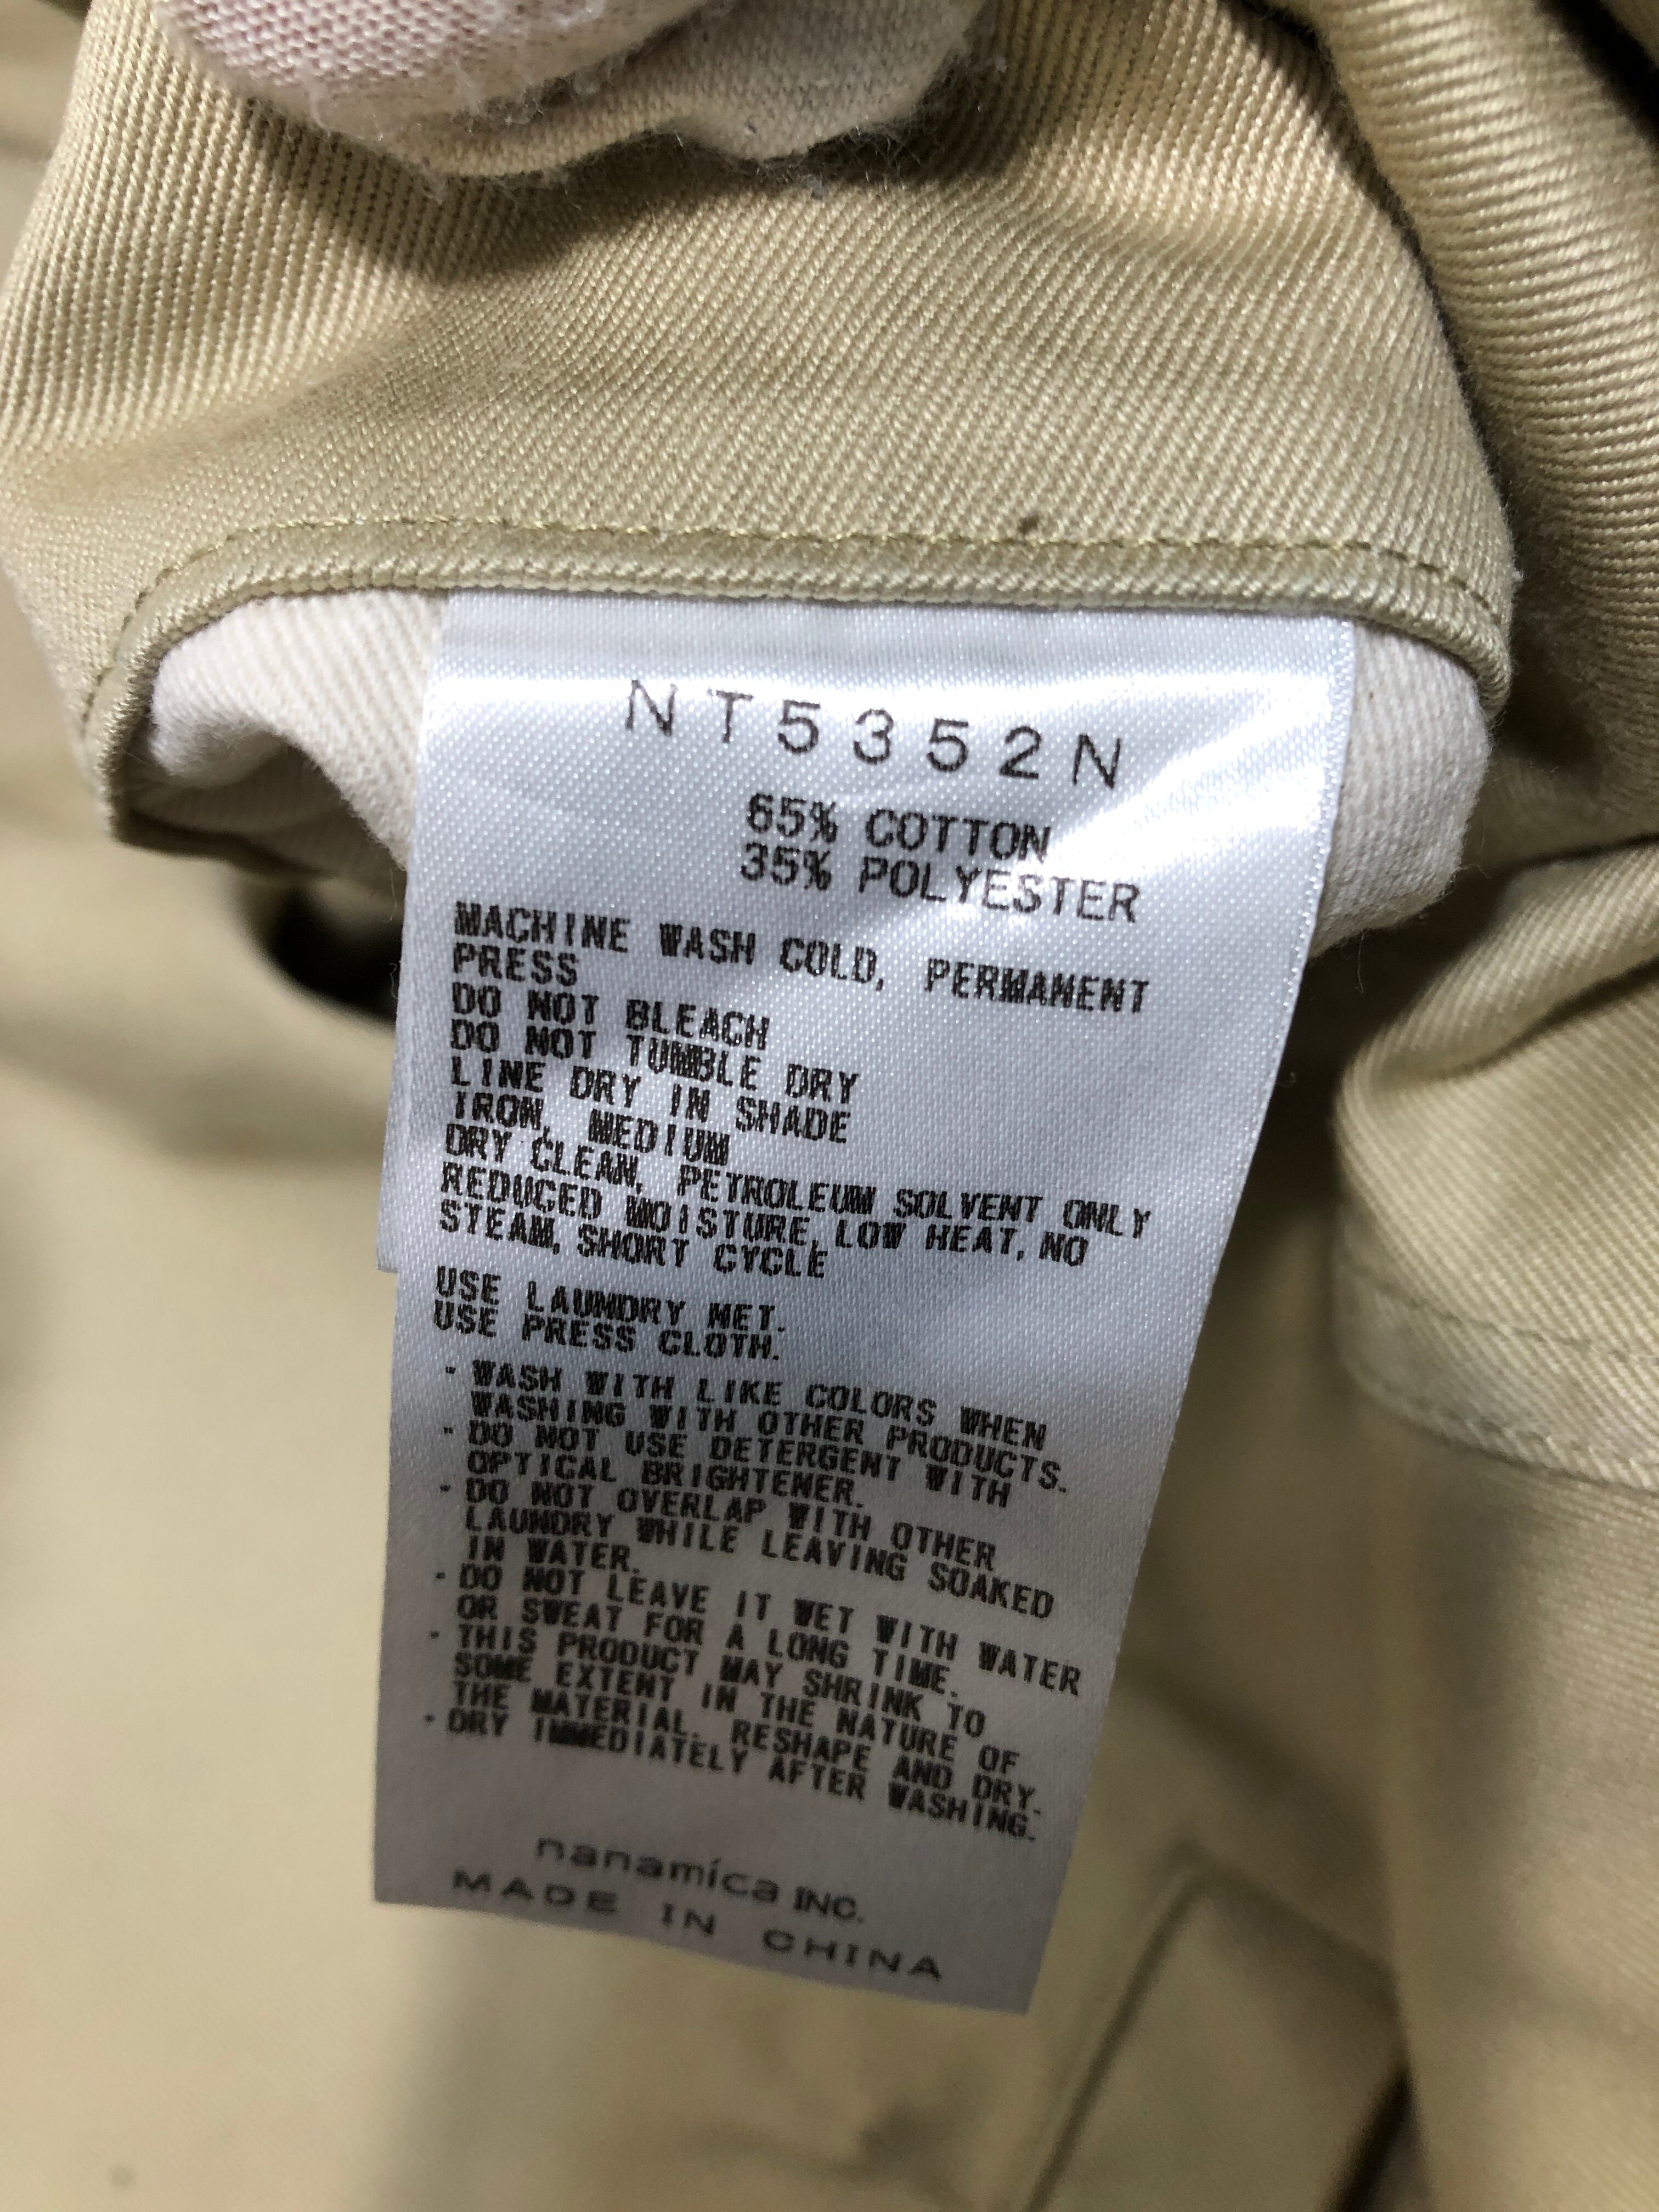 NT5352N
65% COTTON
35% POLYESTER
MACHINE WASH COLD, PERMANENT
PRESS
DO NOT BLEACH
DO NOT TUMBLE DRY
LINE DRY IN SHADE
IRON, MEDIUM
DRY CLEAN, PETROLEUM SOLVENT ONLY
REDUCED MOISTURE, LOW HEAT, NO
STEAM, SHORT CYCLE
USE LAUNDRY NET.
USE PRESS CLOTH.
- WASH WITH LIKE COLORS WHEN
WASHING WITH OTHER PRODUCTS.
- DO NOT USE DETERGENT WITH
OPTICAL BRIGHTENER.
- DO NOT OVERLAP WITH OTHER
LAUNDRY WHILE LEAVING SOAKED
IN WATER.
- DO NOT LEAVE IT WET WITH WATER
OR SWEAT FOR A LONG TIME.
- THIS PRODUCT MAY SHRINK TO
SOME EXTENT IN THE NATURE OF
THE MATERIAL. RESHAPE AND DRY.
- DRY IMMEDIATELY AFTER WASHING.
nanamica INC.
MADE IN CHINA